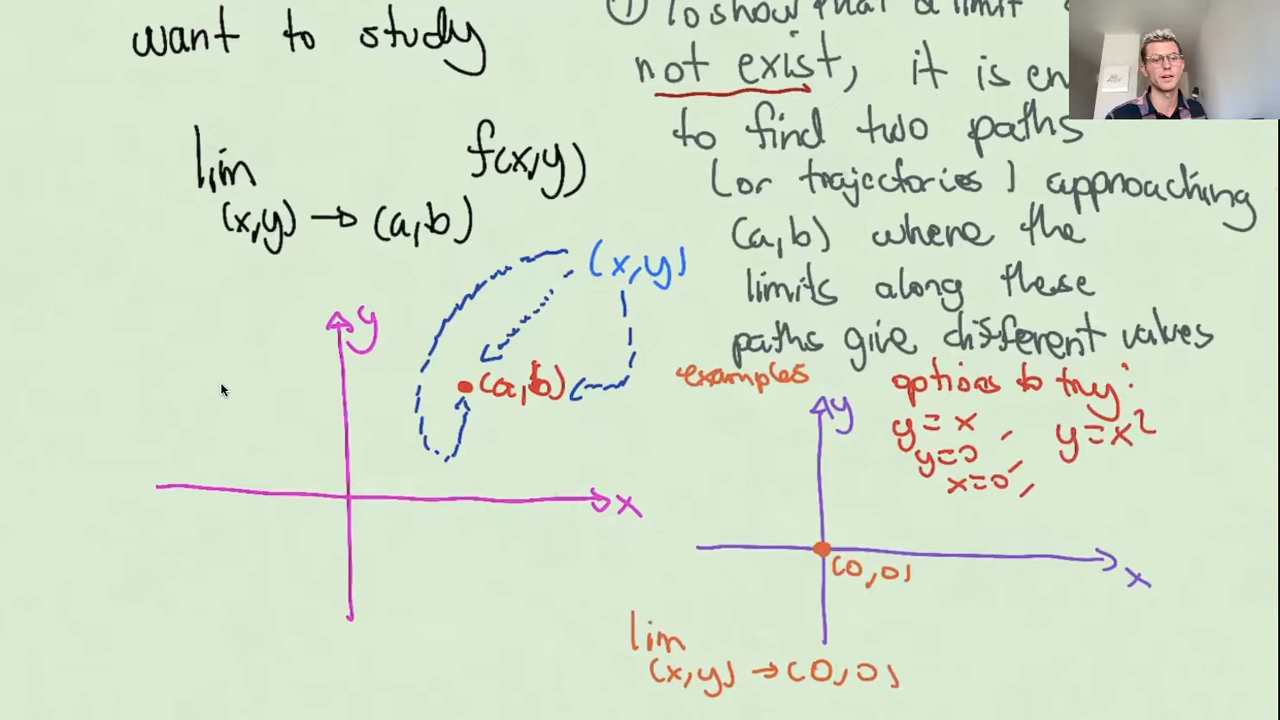 want to study
lim f(x,y)
(x,y) → (a,b)
(x,y)
y
(a,b)
x
① To show that a limit
not exist, it is
to find two paths
(or trajectories) approaching
(a,b) where the
limits along these
paths give different values
examples
options to try:
y = x, y = x²
y=0,
x=0,
y
(0,0)
x
lim
(x,y) → (0,0)